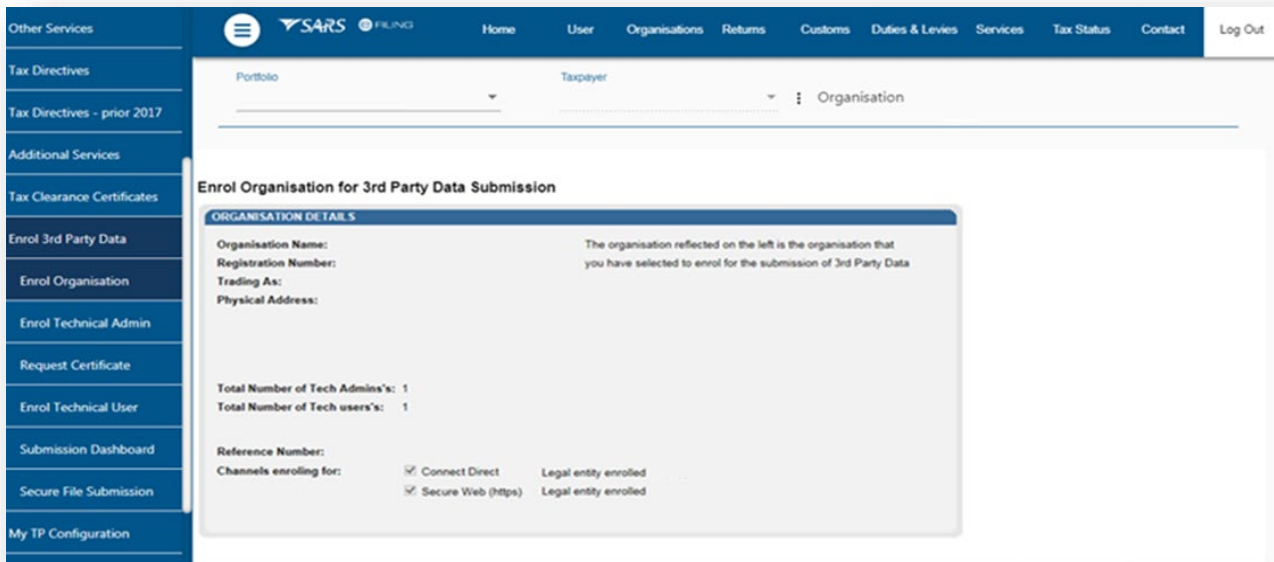 SARS eFILING
Home
User
Organisations
Returns
Customs
Duties & Levies
Services
Tax Status
Contact
Log Out
Other Services
Tax Directives
Tax Directives - prior 2017
Additional Services
Tax Clearance Certificates
Enrol 3rd Party Data
Enrol Organisation
Enrol Technical Admin
Request Certificate
Enrol Technical User
Submission Dashboard
Secure File Submission
My TP Configuration
Portfolio
Taxpayer
Organisation
Enrol Organisation for 3rd Party Data Submission
ORGANISATION DETAILS
Organisation Name:
Registration Number:
Trading As:
Physical Address:
The organisation reflected on the left is the organisation that
you have selected to enrol for the submission of 3rd Party Data
Total Number of Tech Admins's: 1
Total Number of Tech users's: 1
Reference Number:
Channels enroling for:
Connect Direct Legal entity enrolled
Secure Web (https) Legal entity enrolled